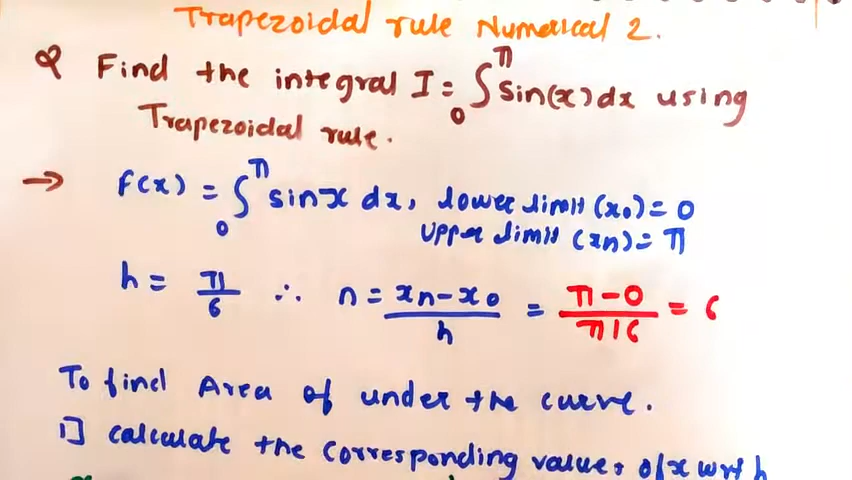 Trapezoidal rule Numerical 2.
Q Find the integral I = ∫₀^π sin(x) dx using
Trapezoidal rule.
→ f(x) = ∫₀^π sinx dx, lower limit (x₀) = 0
upper limit (xn) = π
h = π/6 ∴ n = (xn - x₀)/h = (π - 0)/(π/6) = 6
To find Area of under the curve.
1] calculate the corresponding values of x wrt h